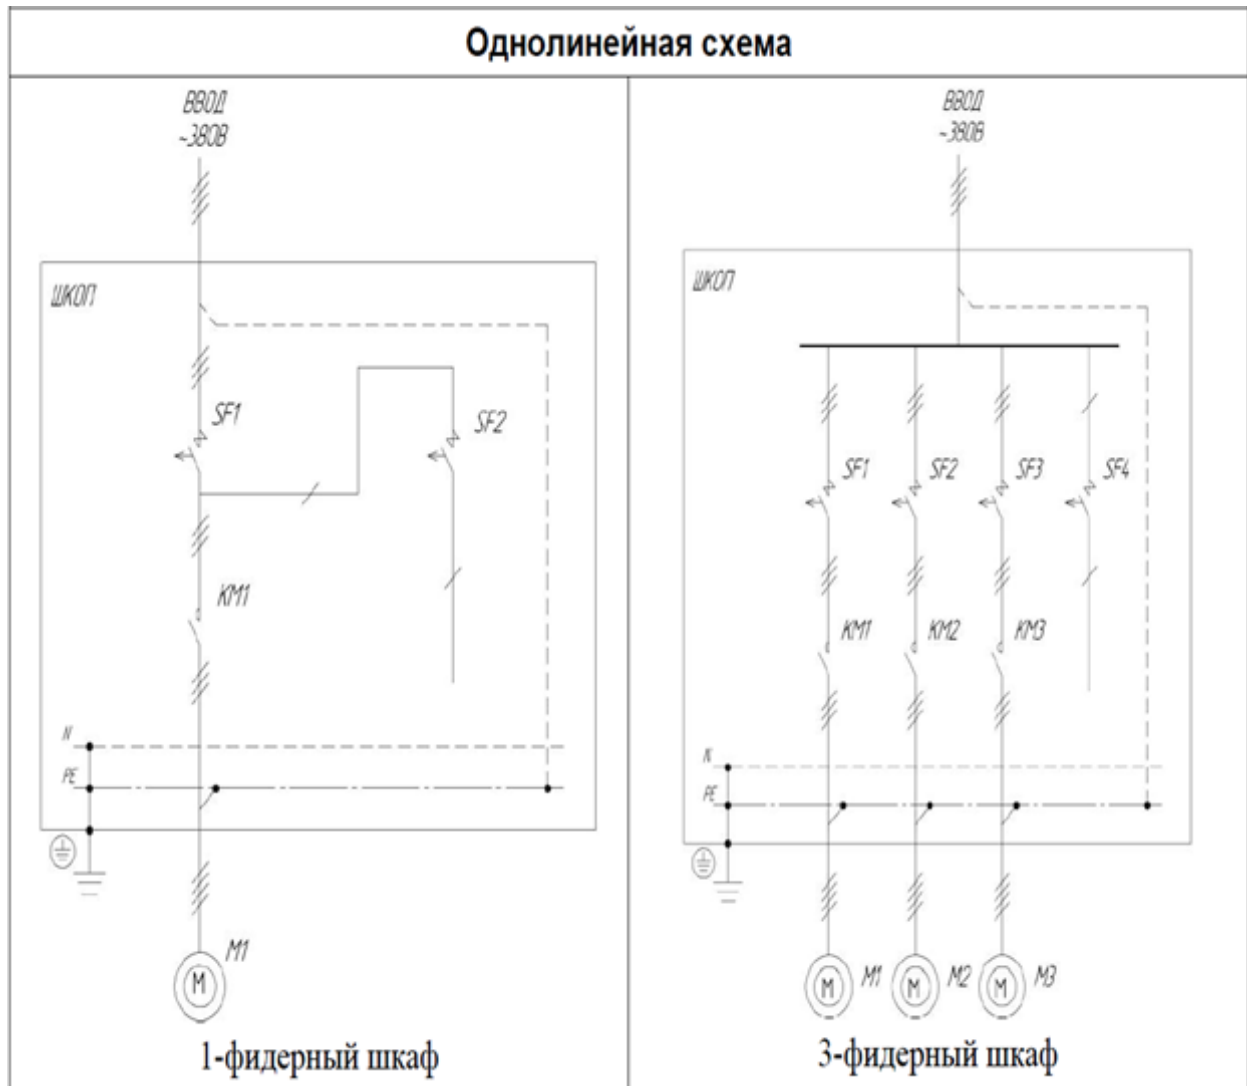 Однолинейная схема
ВВОД
~380В
ШКОП
SF1
SF2
KM1
N
PE
M1
M
1-фидерный шкаф
ВВОД
~380В
ШКОП
SF1 SF2 SF3 SF4
KM1 KM2 KM3
N
PE
M M1 M M2 M M3
3-фидерный шкаф